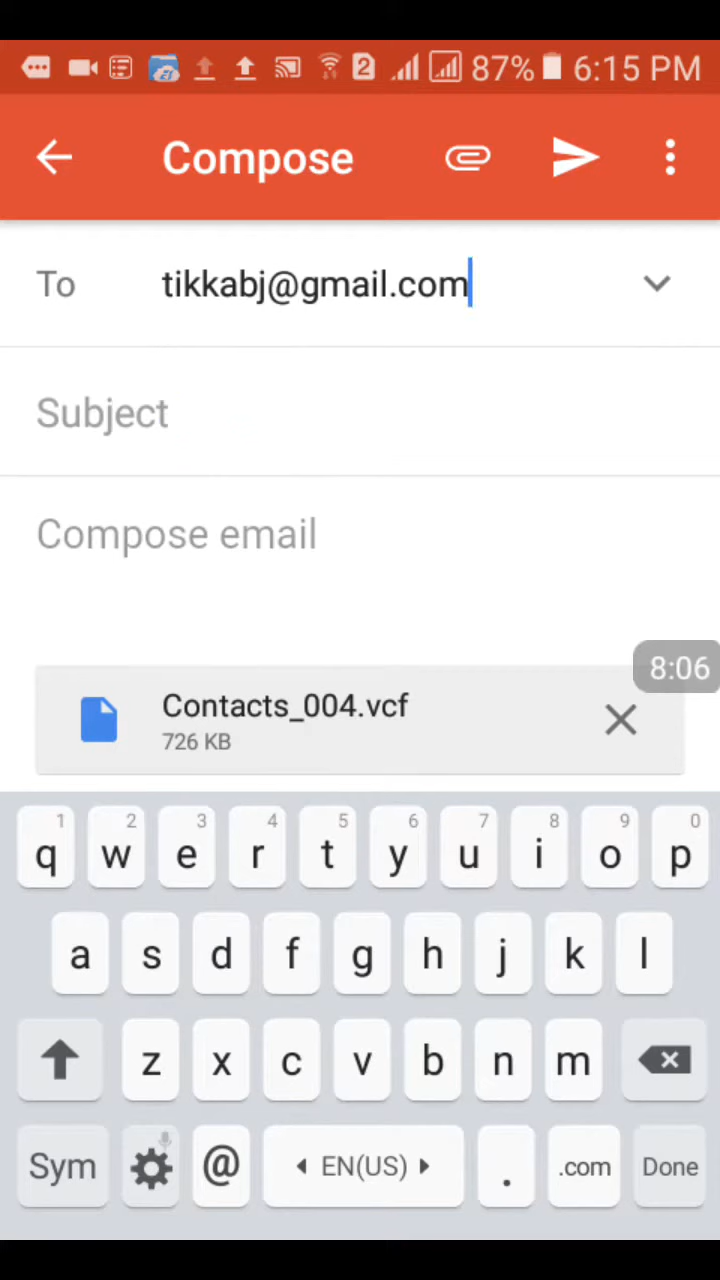 2 87% 6:15 PM
Compose
To tikkabj@gmail.com
Subject
Compose email
8:06
Contacts_004.vcf
726 KB
1 2 3 4 5 6 7 8 9 0
q w e r t y u i o p
a s d f g h j k l
z x c v b n m
Sym @ EN(US) . .com Done